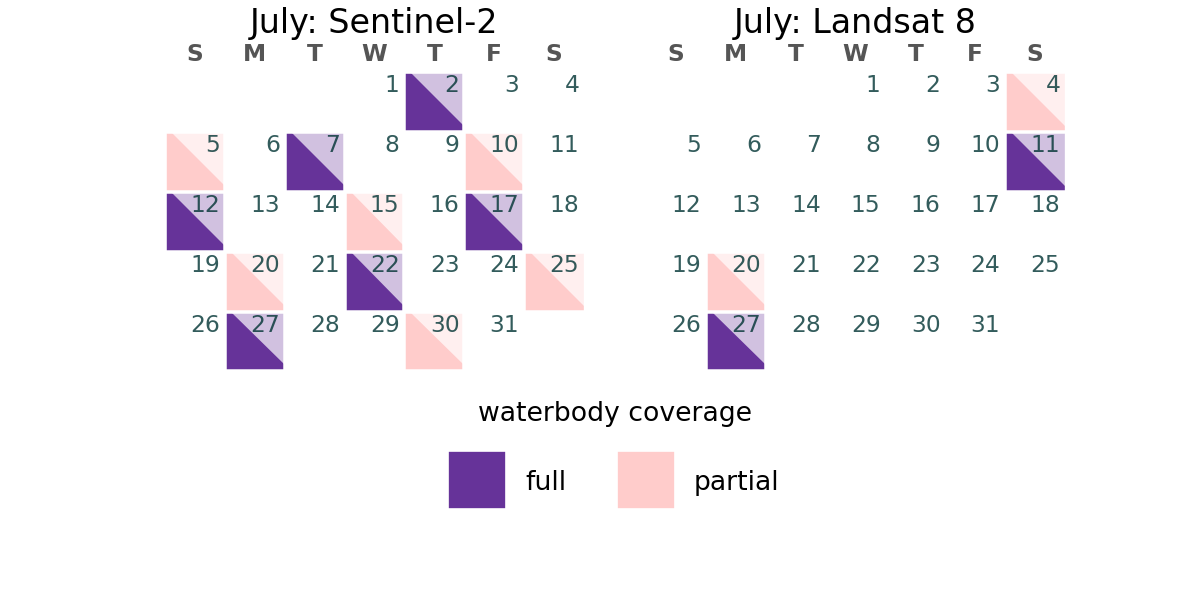 July: Sentinel-2
S M T W T F S
1 2 3 4
5 6 7 8 9 10 11
12 13 14 15 16 17 18
19 20 21 22 23 24 25
26 27 28 29 30 31
July: Landsat 8
S M T W T F S
1 2 3 4
5 6 7 8 9 10 11
12 13 14 15 16 17 18
19 20 21 22 23 24 25
26 27 28 29 30 31
waterbody coverage
full
partial